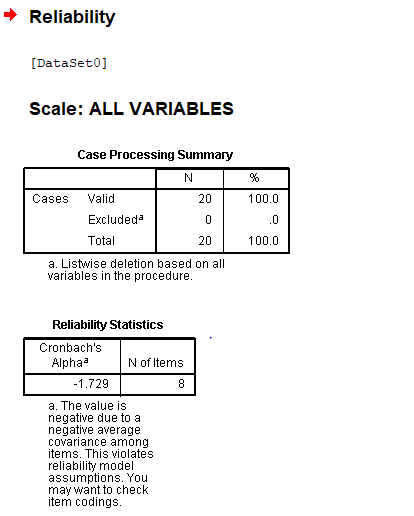 Reliability
[DataSet0]
Scale: ALL VARIABLES
Case Processing Summary
N %
Cases Valid 20 100.0
Excludeda 0 .0
Total 20 100.0
a. Listwise deletion based on all
variables in the procedure.
Reliability Statistics
Cronbach's
Alphaa N of Items
-1.729 8
a. The value is
negative due to a
negative average
covariance among
items. This violates
reliability model
assumptions. You
may want to check
item codings.